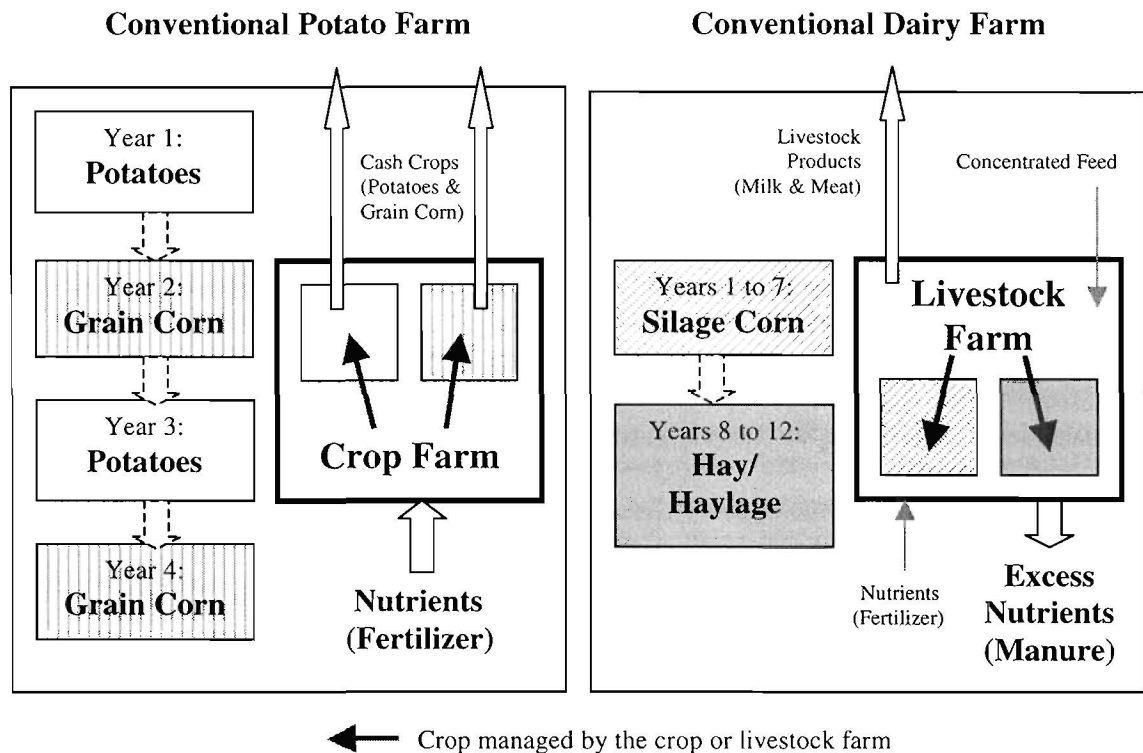 Conventional Potato Farm
Year 1:
Potatoes
Year 2:
Grain Corn
Year 3:
Potatoes
Year 4:
Grain Corn
Cash Crops
(Potatoes &
Grain Corn)
Crop Farm
Nutrients
(Fertilizer)
Conventional Dairy Farm
Livestock
Products
(Milk & Meat)
Concentrated Feed
Years 1 to 7:
Silage Corn
Years 8 to 12:
Hay/
Haylage
Livestock
Farm
Nutrients
(Fertilizer)
Excess
Nutrients
(Manure)
Crop managed by the crop or livestock farm